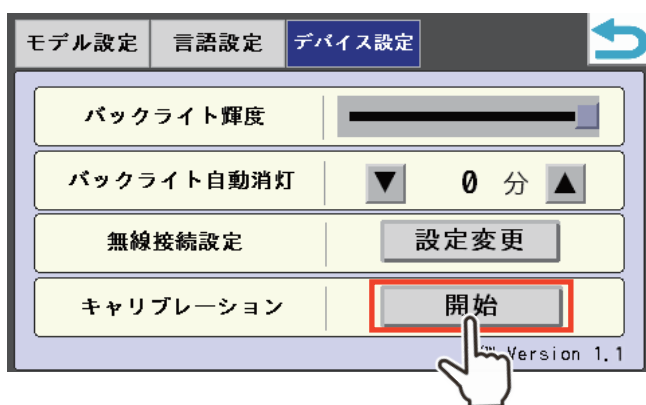 モデル設定 言語設定 デバイス設定
バックライト輝度
バックライト自動消灯 ▼ 0 分 ▲
無線接続設定 設定変更
キャリブレーション 開始
Version 1.1